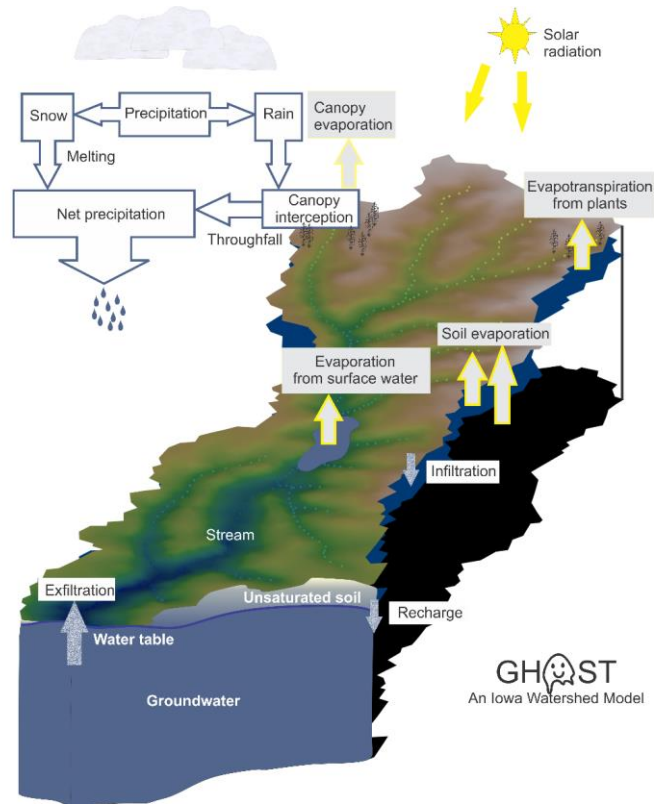 Solar
radiation
Snow
Precipitation
Rain
Canopy
evaporation
Melting
Net precipitation
Throughfall
Canopy
interception
Evapotranspiration
from plants
Soil evaporation
Evaporation
from surface water
Infiltration
Stream
Exfiltration
Unsaturated soil
Recharge
Water table
Groundwater
GHOST
An Iowa Watershed Model